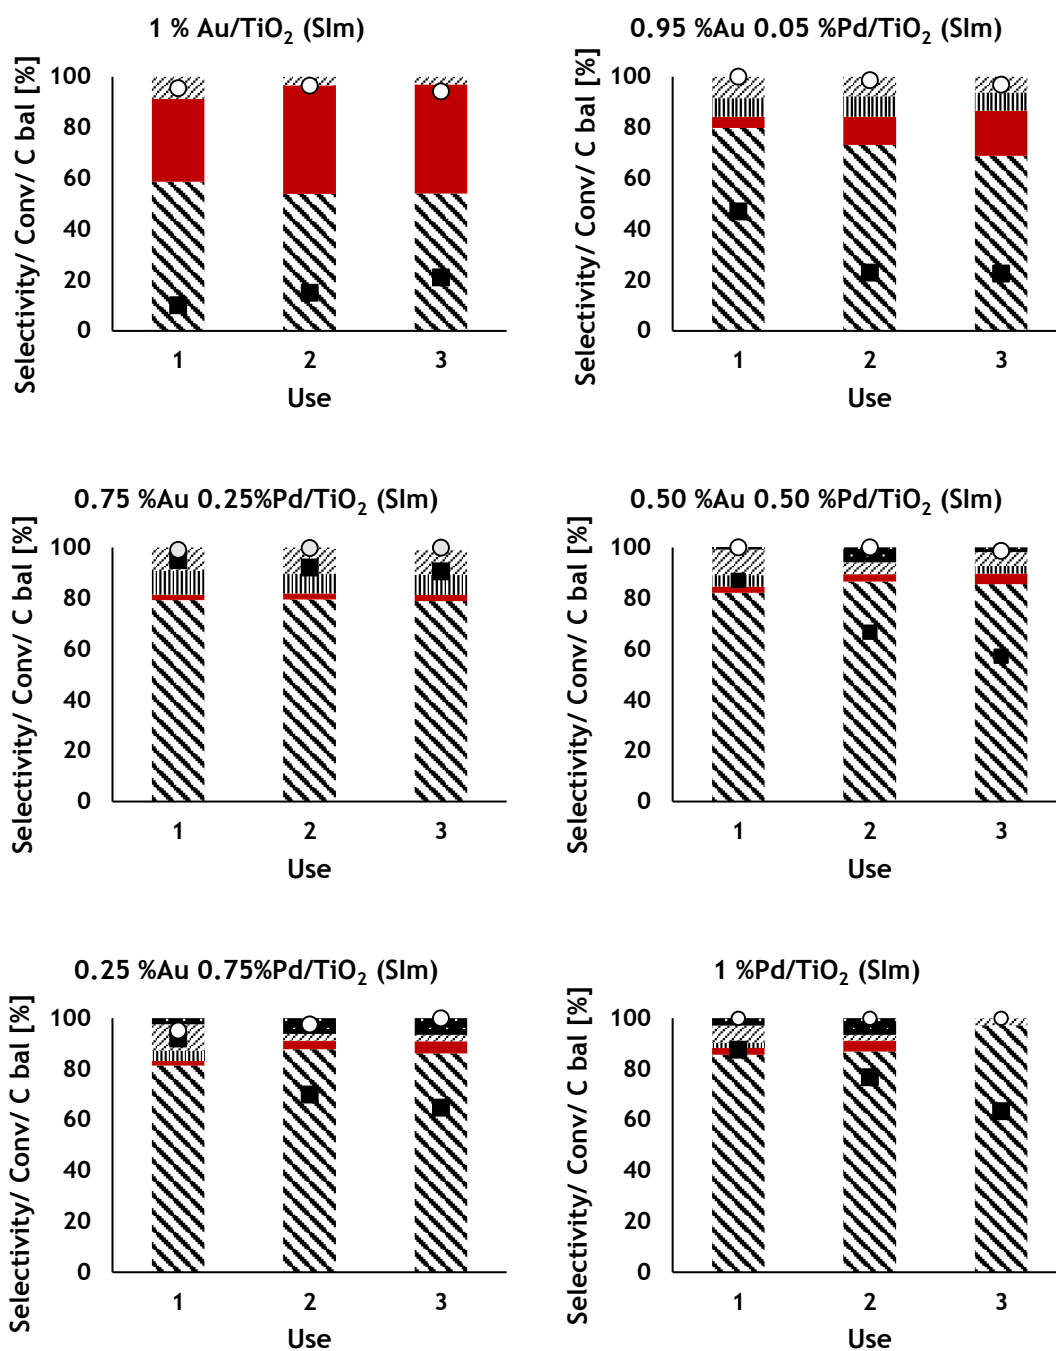 1 % Au/TiO₂ (SIm)
Selectivity/ Conv/ C bal [%]
100
80
60
40
20
0
1 2 3
Use
0.95 %Au 0.05 %Pd/TiO₂ (SIm)
Selectivity/ Conv/ C bal [%]
100
80
60
40
20
0
1 2 3
Use
0.75 %Au 0.25%Pd/TiO₂ (SIm)
Selectivity/ Conv/ C bal [%]
100
80
60
40
20
0
1 2 3
Use
0.50 %Au 0.50 %Pd/TiO₂ (SIm)
Selectivity/ Conv/ C bal [%]
100
80
60
40
20
0
1 2 3
Use
0.25 %Au 0.75%Pd/TiO₂ (SIm)
Selectivity/ Conv/ C bal [%]
100
80
60
40
20
0
1 2 3
Use
1 %Pd/TiO₂ (SIm)
Selectivity/ Conv/ C bal [%]
100
80
60
40
20
0
1 2 3
Use